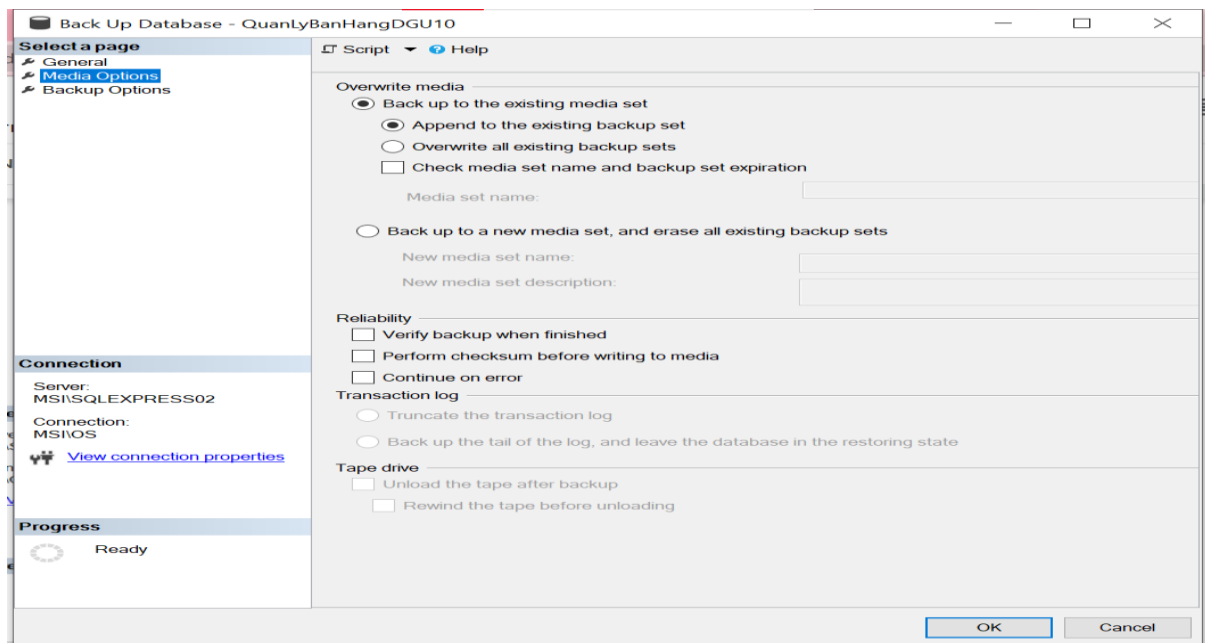 Back Up Database - QuanLyBanHangDGU10
Select a page
General
Media Options
Backup Options
Script
Help
Overwrite media
Back up to the existing media set
Append to the existing backup set
Overwrite all existing backup sets
Check media set name and backup set expiration
Media set name:
Back up to a new media set, and erase all existing backup sets
New media set name:
New media set description:
Reliability
Verify backup when finished
Perform checksum before writing to media
Continue on error
Transaction log
Truncate the transaction log
Back up the tail of the log, and leave the database in the restoring state
Tape drive
Unload the tape after backup
Rewind the tape before unloading
Connection
Server:
MSI\SQLEXPRESS02
Connection:
MSI\OS
View connection properties
Progress
Ready
OK
Cancel